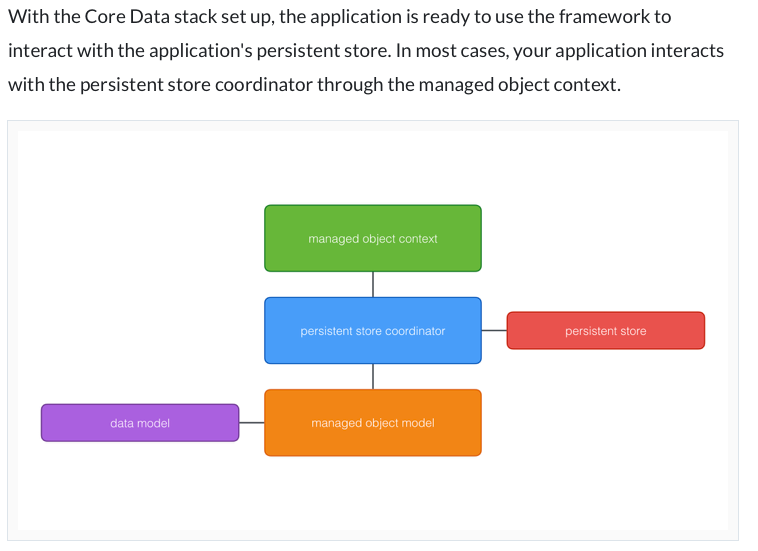 With the Core Data stack set up, the application is ready to use the framework to
interact with the application's persistent store. In most cases, your application interacts
with the persistent store coordinator through the managed object context.
managed object context
persistent store coordinator
persistent store
data model
managed object model